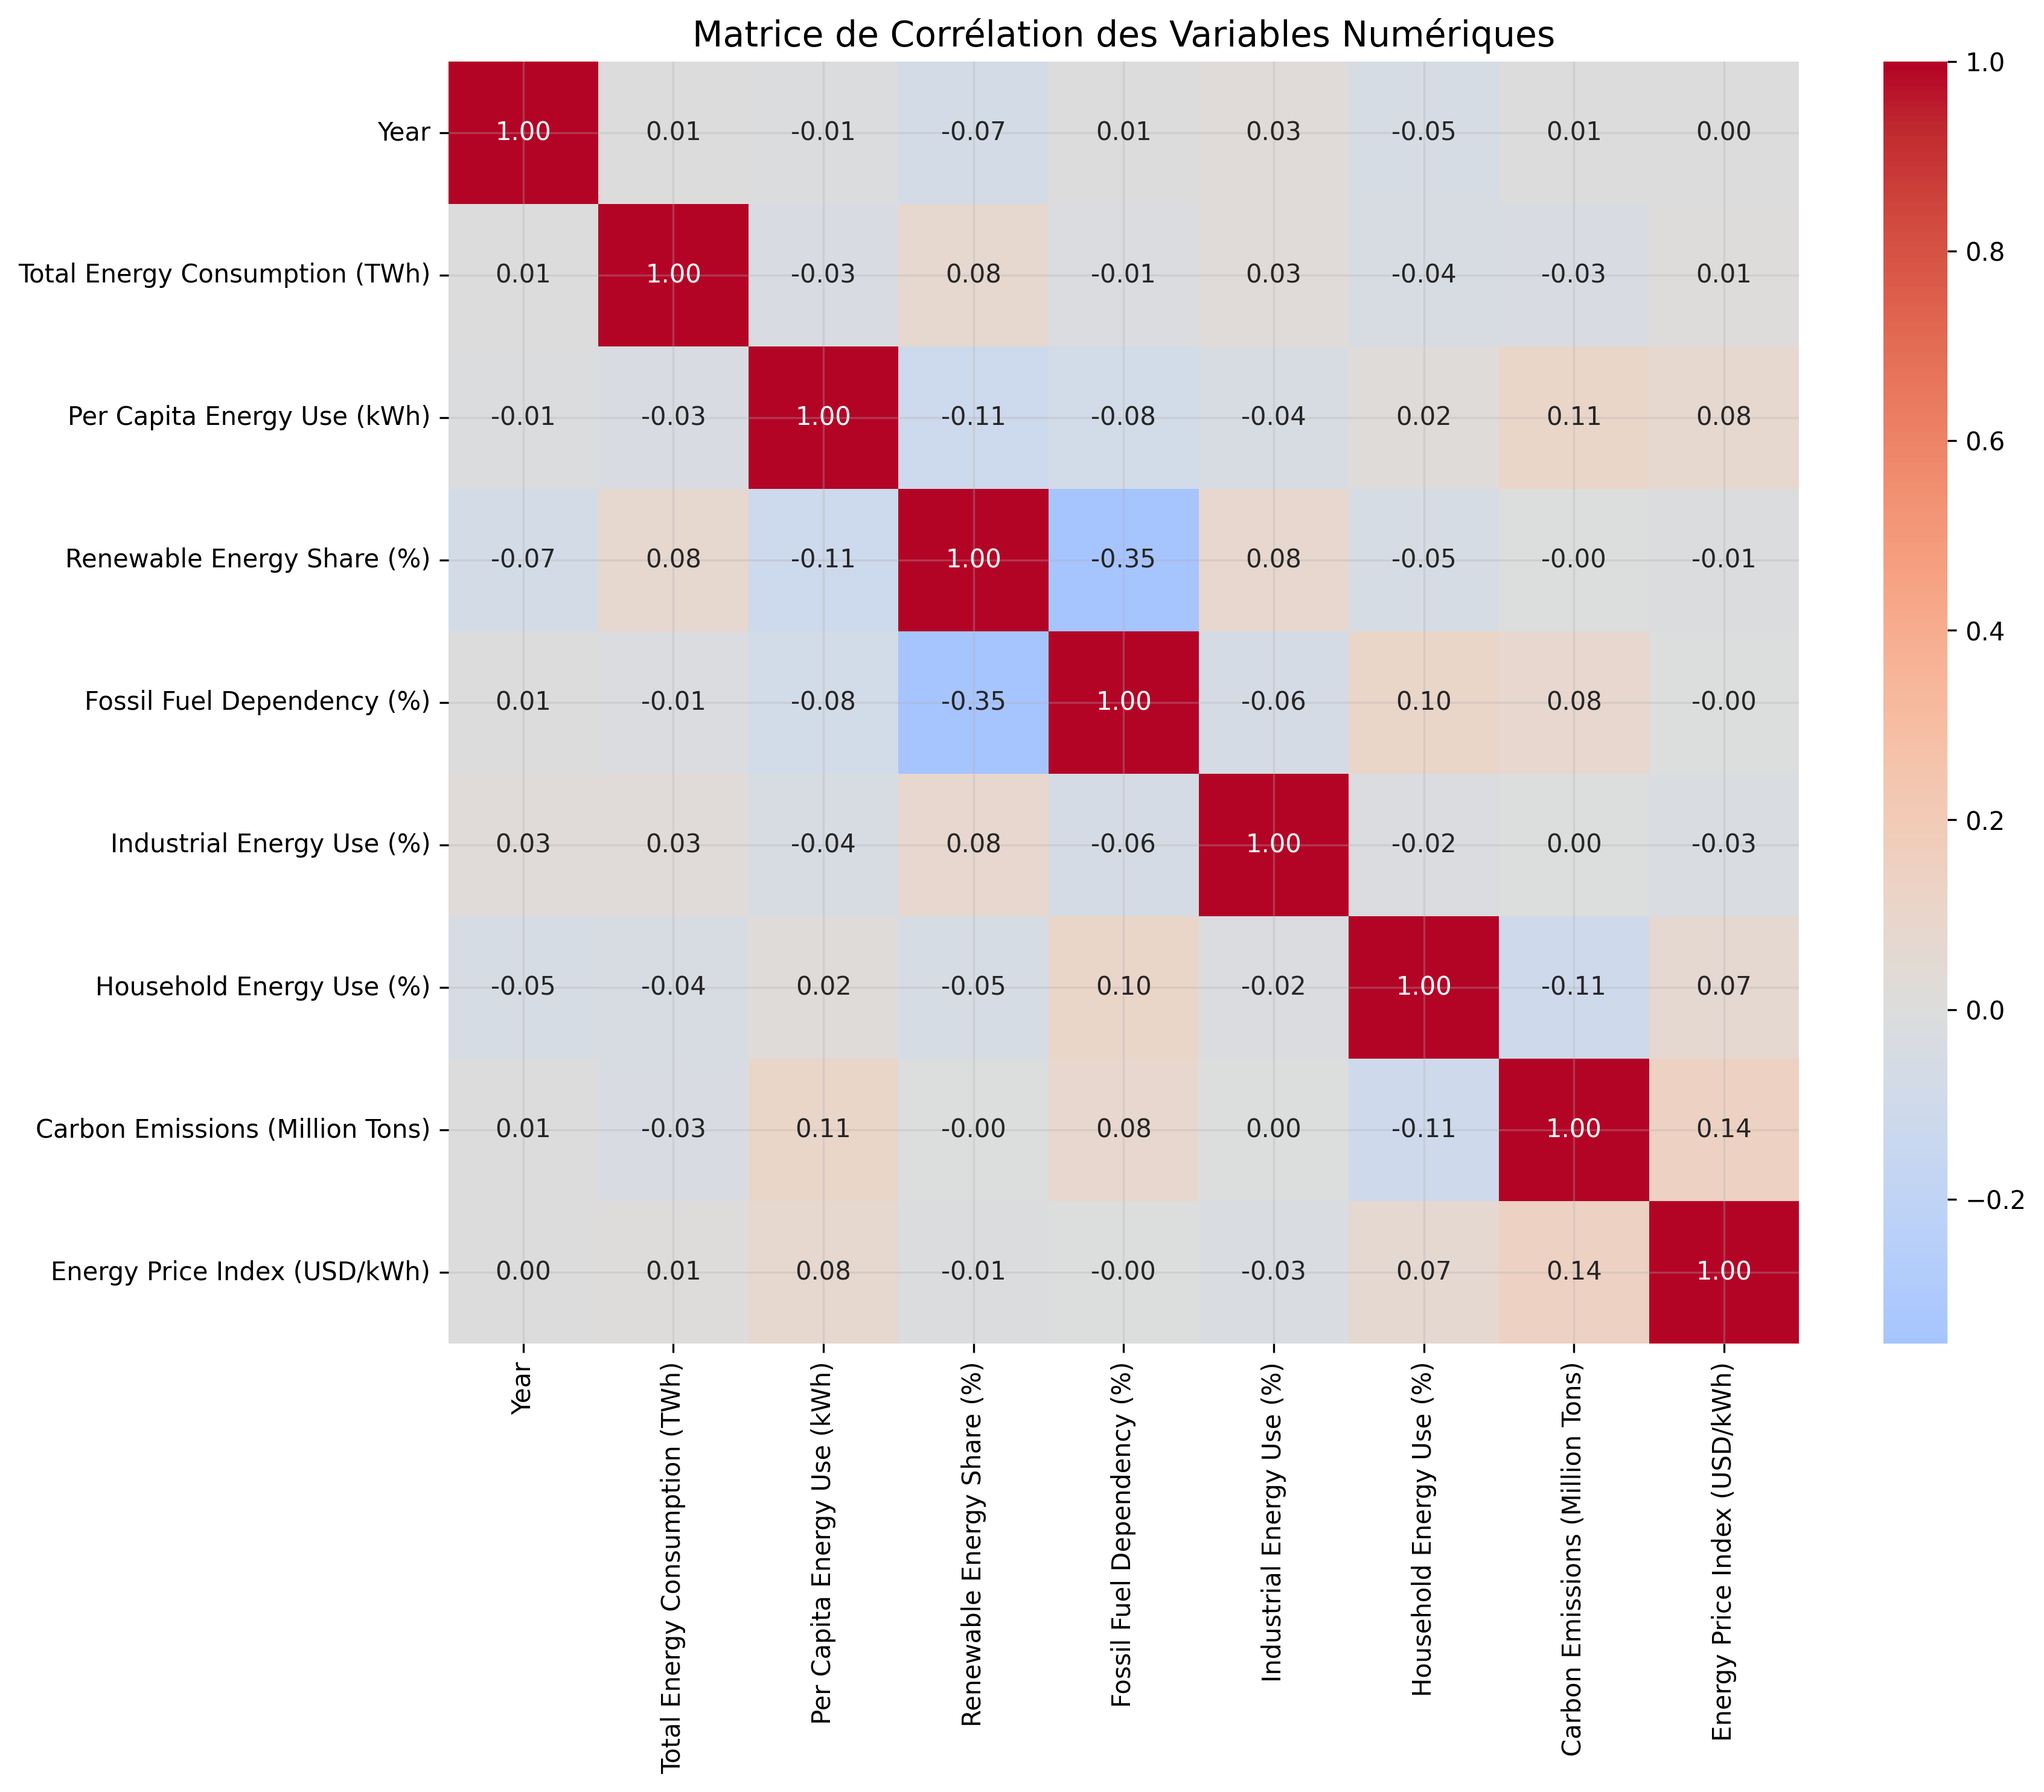 Matrice de Corrélation des Variables Numériques
Year 1.00 0.01 -0.01 -0.07 0.01 0.03 -0.05 0.01 0.00
Total Energy Consumption (TWh) 0.01 1.00 -0.03 0.08 -0.01 0.03 -0.04 -0.03 0.01
Per Capita Energy Use (kWh) -0.01 -0.03 1.00 -0.11 -0.08 -0.04 0.02 0.11 0.08
Renewable Energy Share (%) -0.07 0.08 -0.11 1.00 -0.35 0.08 -0.05 -0.00 -0.01
Fossil Fuel Dependency (%) 0.01 -0.01 -0.08 -0.35 1.00 -0.06 0.10 0.08 -0.00
Industrial Energy Use (%) 0.03 0.03 -0.04 0.08 -0.06 1.00 -0.02 0.00 -0.03
Household Energy Use (%) -0.05 -0.04 0.02 -0.05 0.10 -0.02 1.00 -0.11 0.07
Carbon Emissions (Million Tons) 0.01 -0.03 0.11 -0.00 0.08 0.00 -0.11 1.00 0.14
Energy Price Index (USD/kWh) 0.00 0.01 0.08 -0.01 -0.00 -0.03 0.07 0.14 1.00
Year
Total Energy Consumption (TWh)
Per Capita Energy Use (kWh)
Renewable Energy Share (%)
Fossil Fuel Dependency (%)
Industrial Energy Use (%)
Household Energy Use (%)
Carbon Emissions (Million Tons)
Energy Price Index (USD/kWh)
1.0
0.8
0.6
0.4
0.2
0.0
−0.2